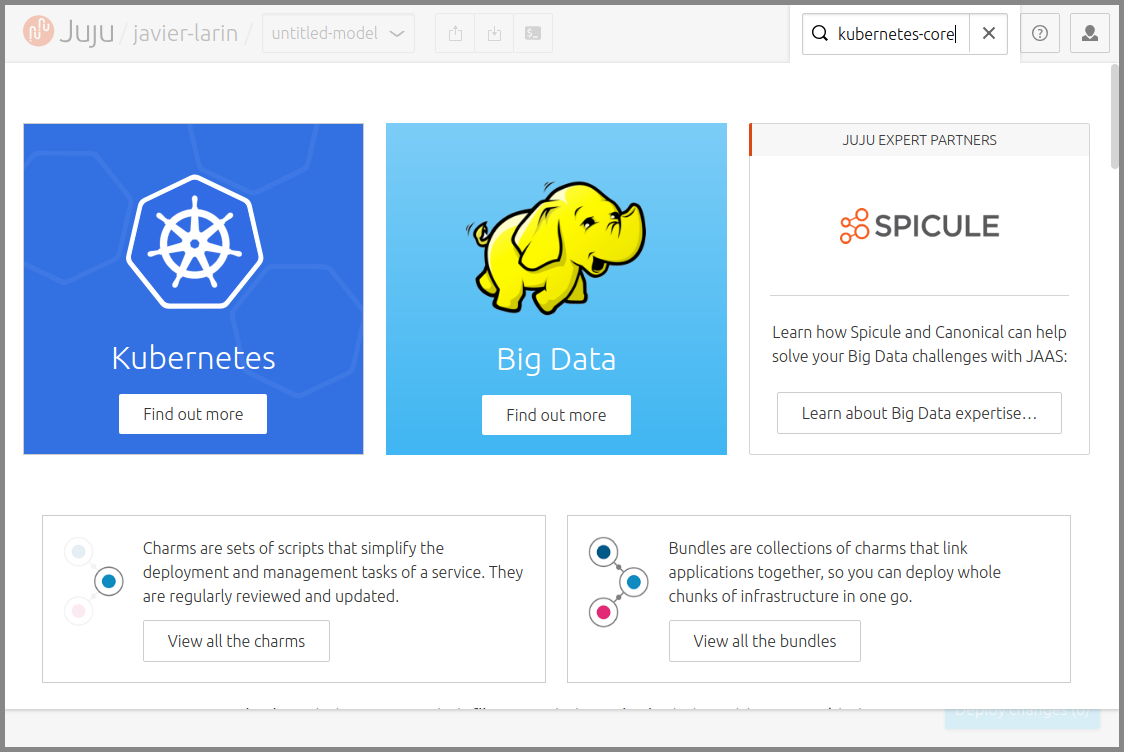 Juju / javier-larin / untitled-model
kubernetes-core
JUJU EXPERT PARTNERS
SPICULE
Learn how Spicule and Canonical can help
solve your Big Data challenges with JAAS:
Learn about Big Data expertise...
Kubernetes
Find out more
Big Data
Find out more
Charms are sets of scripts that simplify the
deployment and management tasks of a service. They
are regularly reviewed and updated.
View all the charms
Bundles are collections of charms that link
applications together, so you can deploy whole
chunks of infrastructure in one go.
View all the bundles
Deploy changes (0)